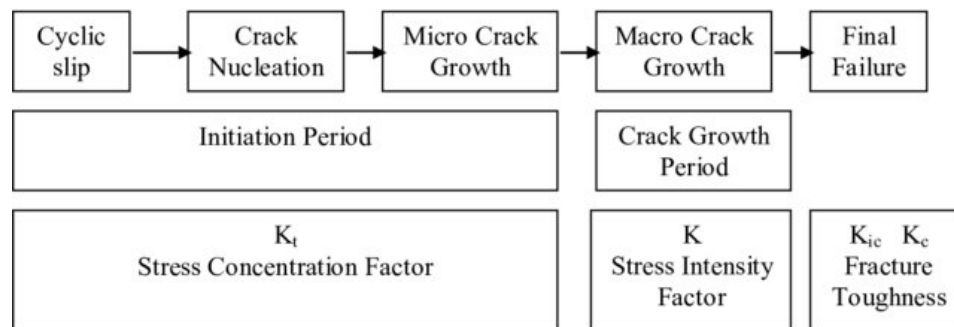 Cyclic
slip
Crack
Nucleation
Micro Crack
Growth
Macro Crack
Growth
Final
Failure
Initiation Period
Crack Growth
Period
Kt
Stress Concentration Factor
K
Stress Intensity
Factor
Kic Kc
Fracture
Toughness